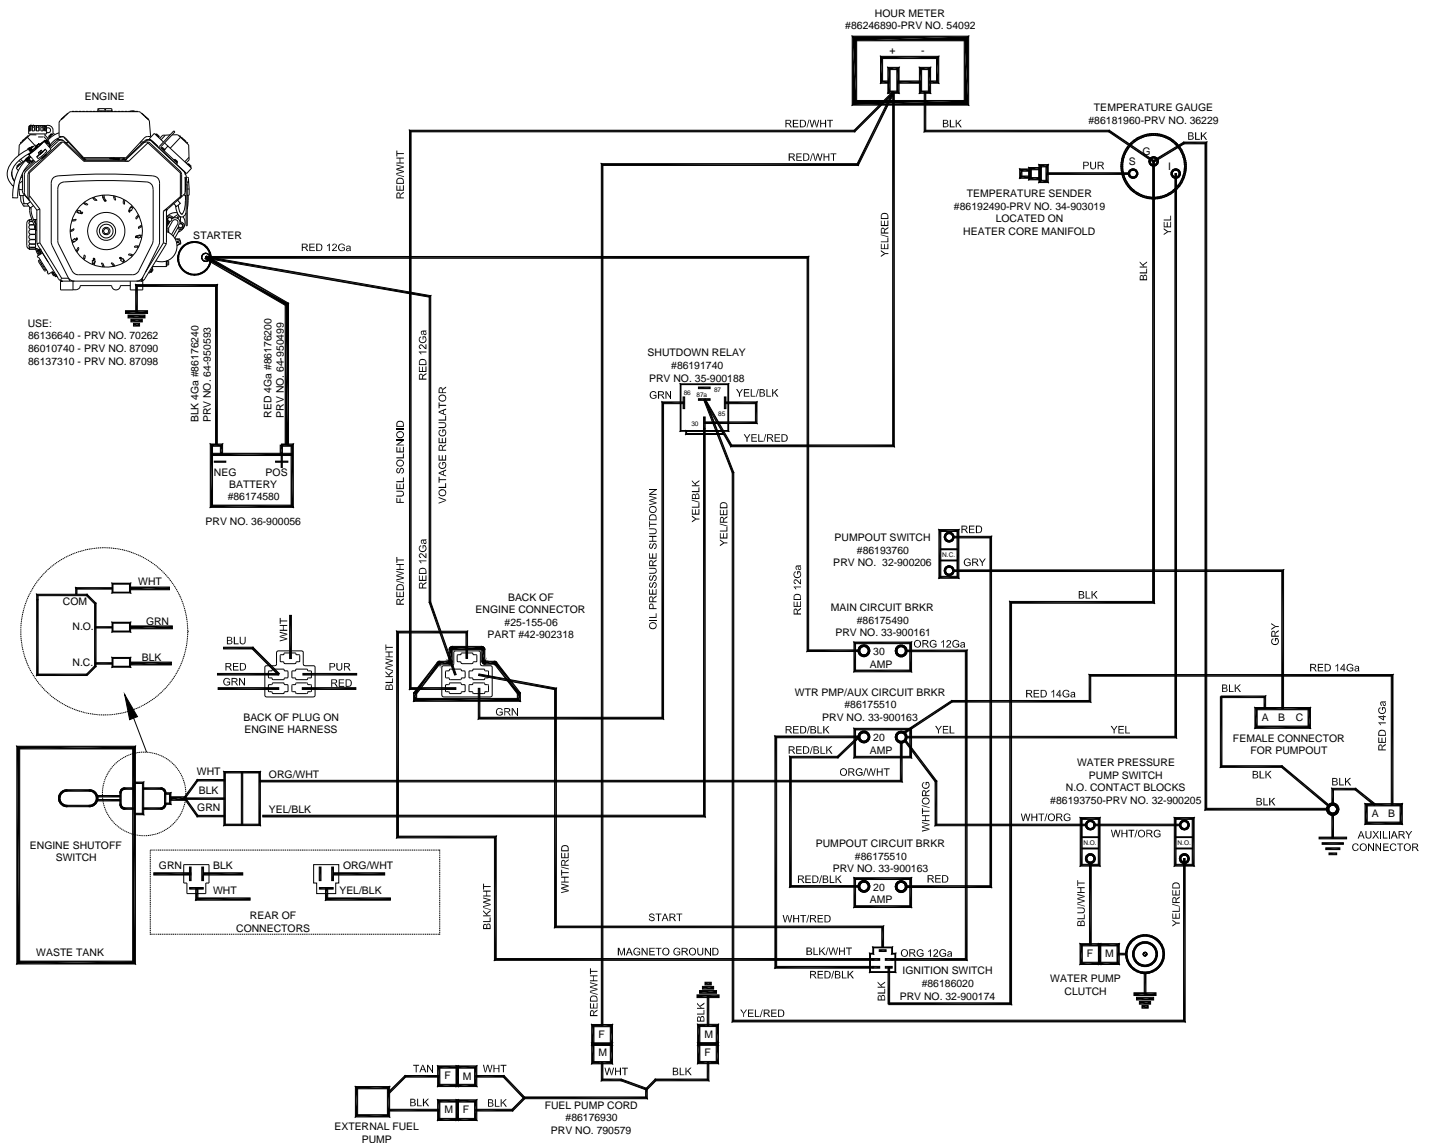 HOUR METER
#86246890-PRV NO. 54092
+ -
ENGINE
TEMPERATURE GAUGE
#86181960-PRV NO. 36229
RED/WHT
BLK
BLK
G
S
I
PUR
RED/WHT
RED/WHT
TEMPERATURE SENDER
#86192490-PRV NO. 34-903019
LOCATED ON
HEATER CORE MANIFOLD
YEL/RED
YEL
BLK
STARTER
RED 12Ga
USE:
86136640 - PRV NO. 70262
86010740 - PRV NO. 87090
86137310 - PRV NO. 87098
BLK 4Ga #86176240
PRV NO. 64-950593
RED 4Ga #86176200
PRV NO. 64-950499
RED 12Ga
VOLTAGE REGULATOR
FUEL SOLENOID
SHUTDOWN RELAY
#86191740
PRV NO. 35-900188
GRN
86
87a
87
85
30
YEL/BLK
YEL/RED
NEG
POS
- +
BATTERY
#86174580
PRV NO. 36-900056
YEL/BLK
YEL/RED
OIL PRESSURE SHUTDOWN
RED/WHT
RED 12Ga
RED 12Ga
PUMPOUT SWITCH
#86193760
PRV NO. 32-900206
RED
N.C.
GRY
WHT
COM
N.O.
GRN
N.C.
BLK
BACK OF
ENGINE CONNECTOR
#25-155-06
PART #42-902318
MAIN CIRCUIT BRKR
#86175490
PRV NO. 33-900161
30
AMP
ORG 12Ga
BLK
GRY
WHT
BLU
RED
GRN
PUR
RED
BACK OF PLUG ON
ENGINE HARNESS
BLK/WHT
GRN
WTR PMP/AUX CIRCUIT BRKR
#86175510
PRV NO. 33-900163
RED 14Ga
RED 14Ga
RED 14Ga
RED/BLK
20
AMP
YEL
YEL
RED/BLK
ORG/WHT
BLK
A B C
FEMALE CONNECTOR
FOR PUMPOUT
BLK
BLK
BLK
A B
AUXILIARY
CONNECTOR
WATER PRESSURE
PUMP SWITCH
N.O. CONTACT BLOCKS
#86193750-PRV NO. 32-900205
WHT
BLK
GRN
ORG/WHT
YEL/BLK
WHT/ORG
WHT/ORG
WHT/ORG
N.O.
N.O.
ENGINE SHUTOFF
SWITCH
WASTE TANK
GRN
BLK
WHT
ORG/WHT
YEL/BLK
REAR OF
CONNECTORS
PUMPOUT CIRCUIT BRKR
#86175510
PRV NO. 33-900163
RED/BLK
20
AMP
RED
WHT/RED
BLK/WHT
START
WHT/RED
MAGNETO GROUND
BLK/WHT
RED/BLK
ORG 12Ga
BLK
IGNITION SWITCH
#86186020
PRV NO. 32-900174
BLU/WHT
YEL/RED
F M
WATER PUMP
CLUTCH
YEL/RED
RED/WHT
BLK
F
M
M
F
WHT
BLK
TAN
F M
WHT
BLK
M F
BLK
EXTERNAL FUEL
PUMP
FUEL PUMP CORD
#86176930
PRV NO. 790579